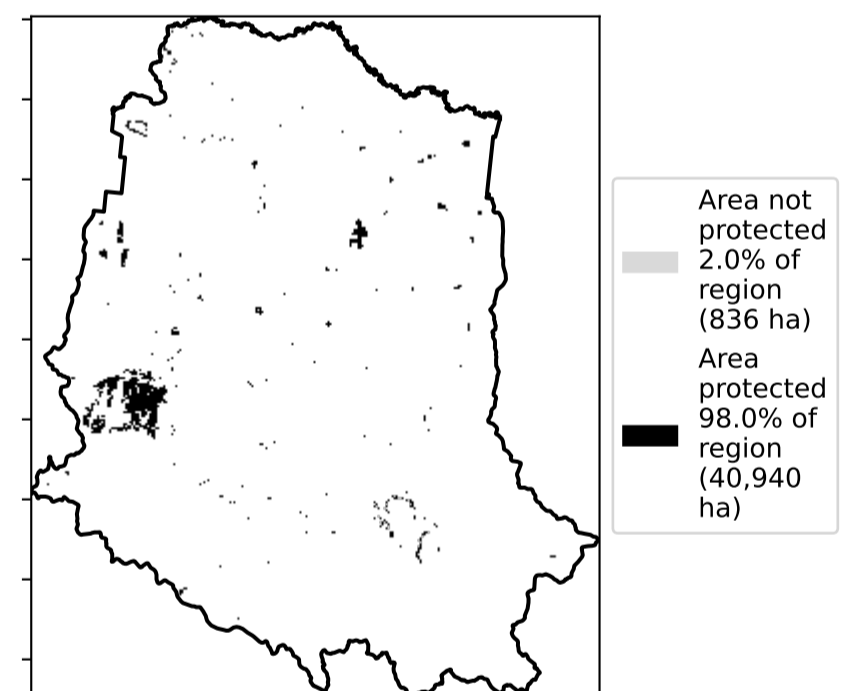 Area not
protected
2.0% of
region
(836 ha)
Area
protected
98.0% of
region
(40,940
ha)